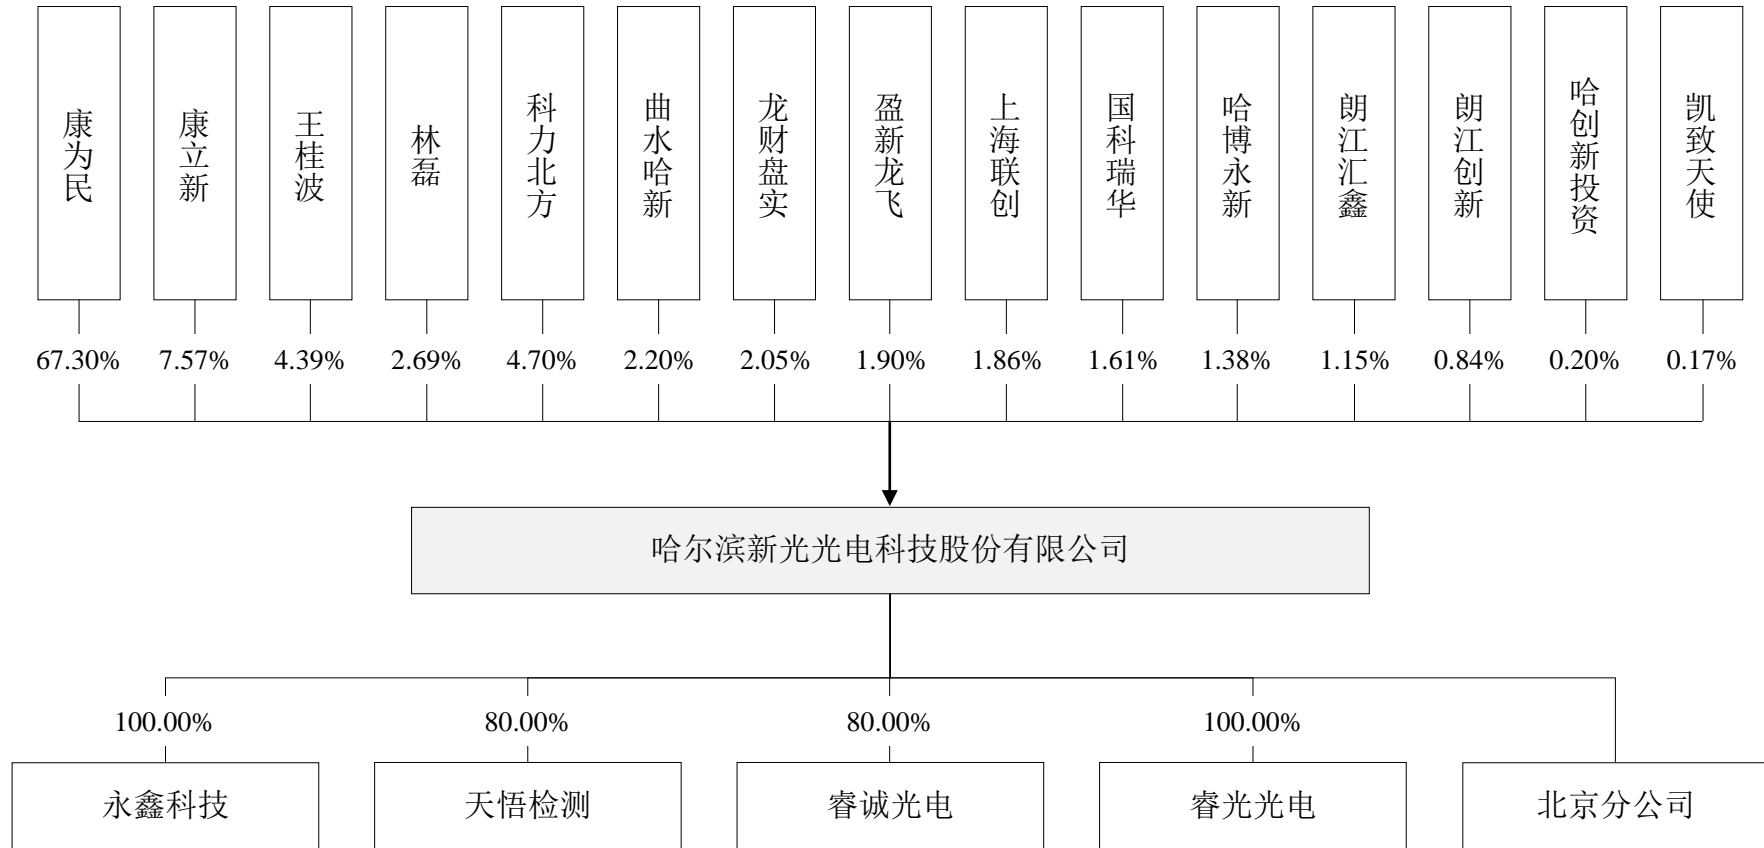 康为民
康立新
王桂波
林磊
科力北方
曲水哈新
龙财盘实
盈新龙飞
上海联创
国科瑞华
哈博永新
朗江汇鑫
朗江创新
哈创新投资
凯致天使
67.30%
7.57%
4.39%
2.69%
4.70%
2.20%
2.05%
1.90%
1.86%
1.61%
1.38%
1.15%
0.84%
0.20%
0.17%
哈尔滨新光光电科技股份有限公司
100.00%
80.00%
80.00%
100.00%
永鑫科技
天悟检测
睿诚光电
睿光光电
北京分公司